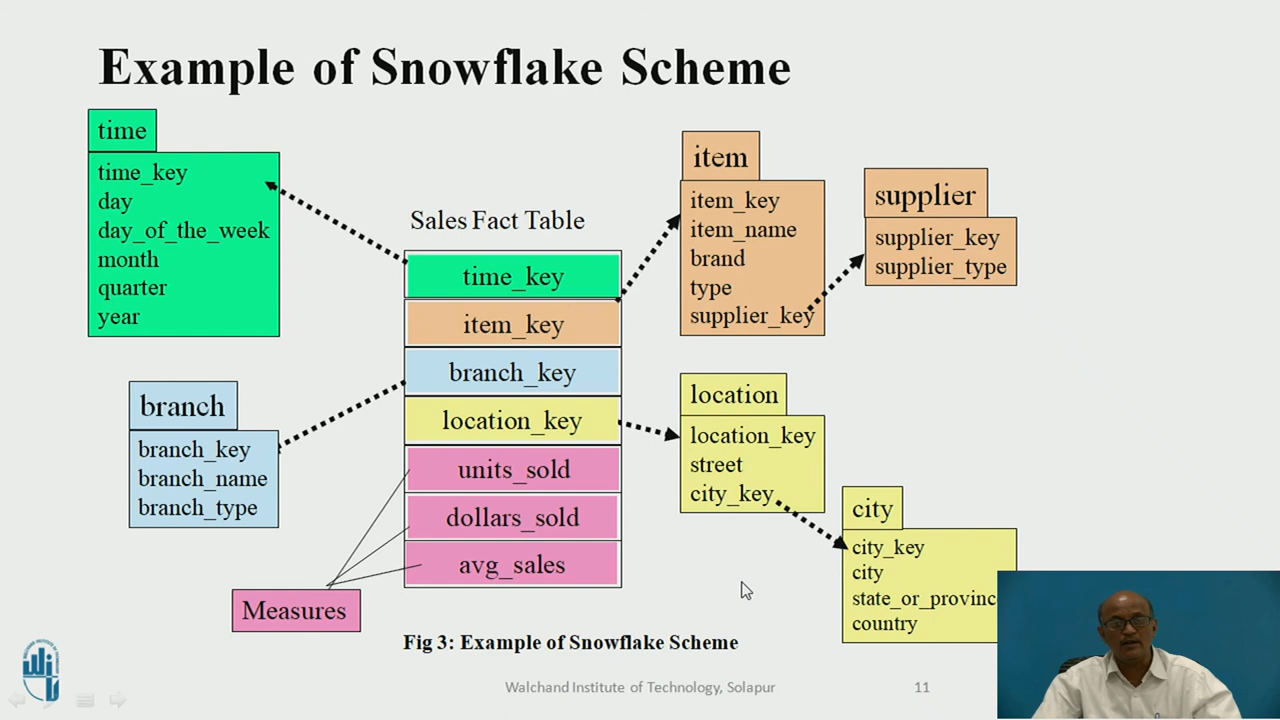 Example of Snowflake Scheme
time
time_key
day
day_of_the_week
month
quarter
year
branch
branch_key
branch_name
branch_type
Sales Fact Table
time_key
item_key
branch_key
location_key
units_sold
dollars_sold
avg_sales
Measures
item
item_key
item_name
brand
type
supplier_key
supplier
supplier_key
supplier_type
location
location_key
street
city_key
city
city_key
city
state_or_provinc
country
Fig 3: Example of Snowflake Scheme
Walchand Institute of Technology, Solapur
11